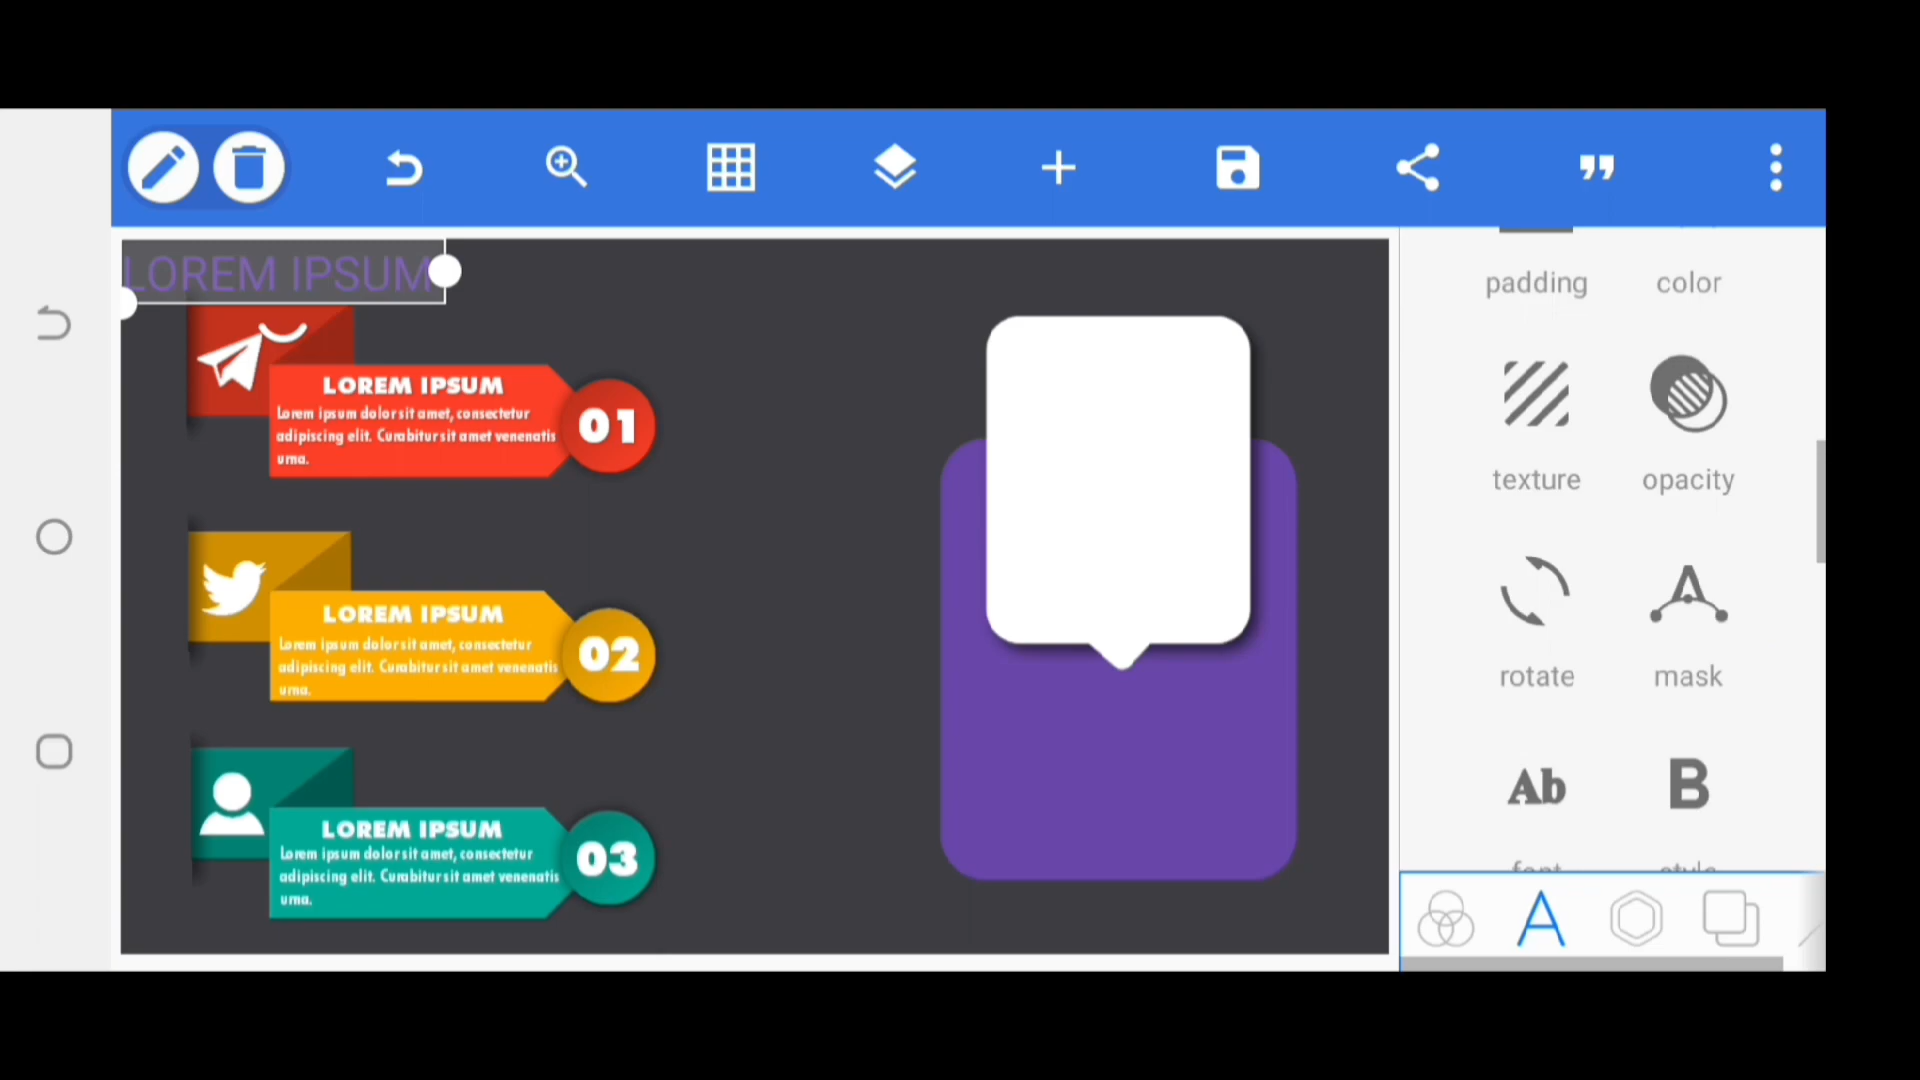 LOREM IPSUM
LOREM IPSUM
Lorem ipsum dolor sit amet, consectetur
adipiscing elit. Curabitur sit amet venenatis
urna.
01
LOREM IPSUM
Lorem ipsum dolor sit amet, consectetur
adipiscing elit. Curabitur sit amet venenatis
urna.
02
LOREM IPSUM
Lorem ipsum dolor sit amet, consectetur
adipiscing elit. Curabitur sit amet venenatis
urna.
03
padding
color
texture
opacity
rotate
mask
Ab
B
font
style